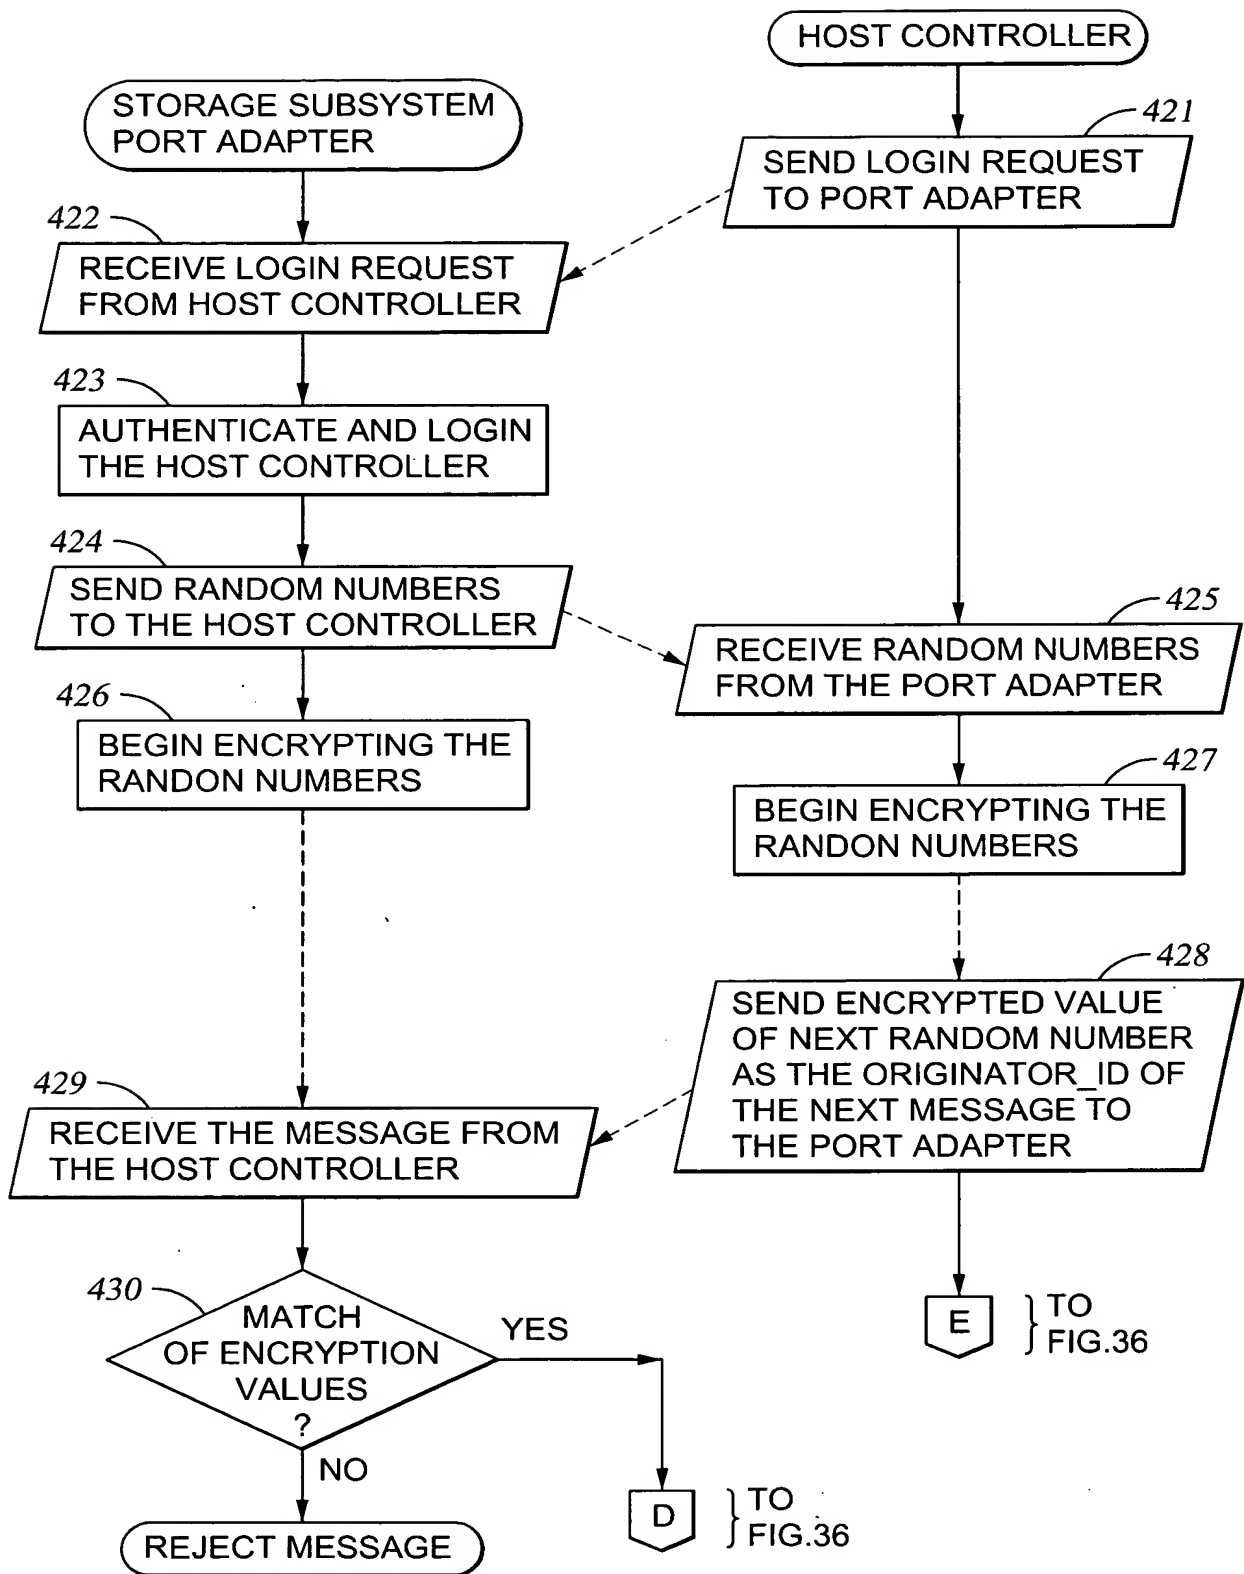 HOST CONTROLLER
421
SEND LOGIN REQUEST
TO PORT ADAPTER
STORAGE SUBSYSTEM
PORT ADAPTER
422
RECEIVE LOGIN REQUEST
FROM HOST CONTROLLER
423
AUTHENTICATE AND LOGIN
THE HOST CONTROLLER
424
SEND RANDOM NUMBERS
TO THE HOST CONTROLLER
425
RECEIVE RANDOM NUMBERS
FROM THE PORT ADAPTER
426
BEGIN ENCRYPTING THE
RANDON NUMBERS
427
BEGIN ENCRYPTING THE
RANDON NUMBERS
428
SEND ENCRYPTED VALUE
OF NEXT RANDOM NUMBER
AS THE ORIGINATOR_ID OF
THE NEXT MESSAGE TO
THE PORT ADAPTER
429
RECEIVE THE MESSAGE FROM
THE HOST CONTROLLER
430
MATCH
OF ENCRYPTION
VALUES
?
YES
NO
E
TO
FIG.36
D
TO
FIG.36
REJECT MESSAGE